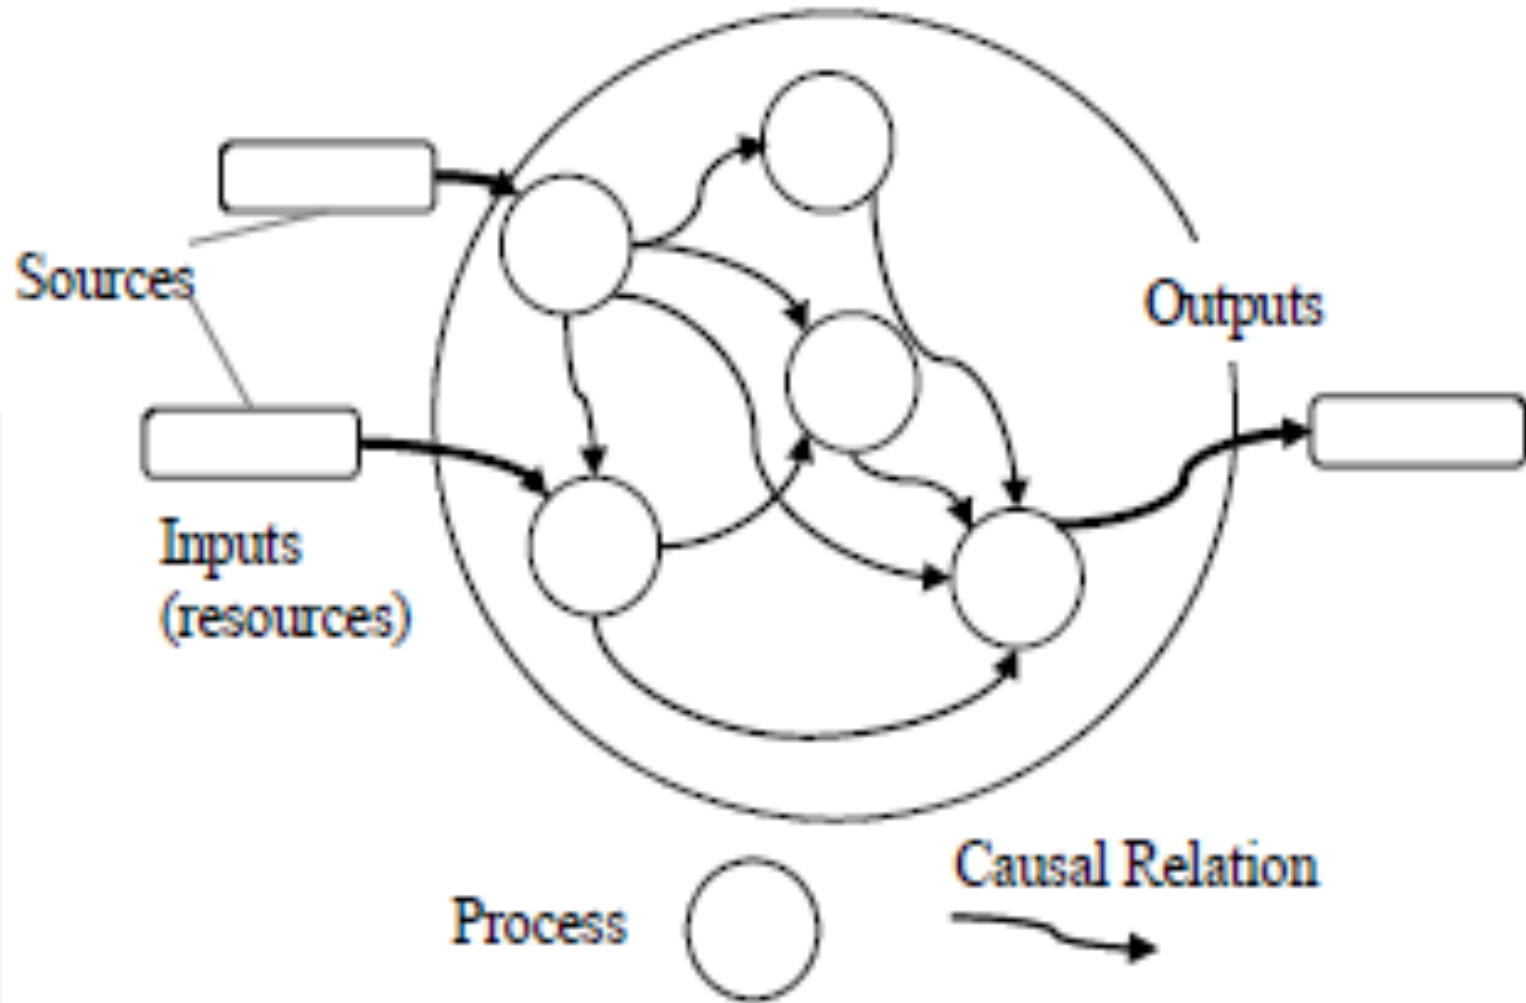 Sources
Outputs
Inputs
(resources)
Causal Relation
Process